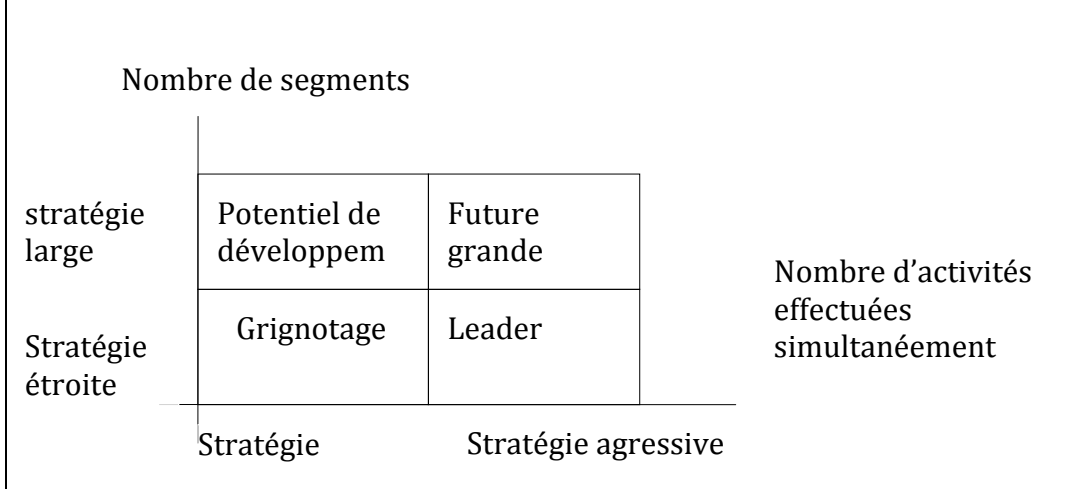 Nombre de segments
stratégie
large
Potentiel de
développem
Future
grande
Nombre d’activités
effectuées
simultanéement
Stratégie
étroite
Grignotage
Leader
Stratégie
Stratégie agressive